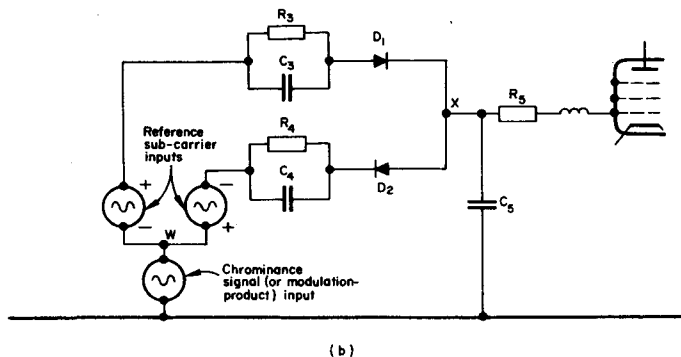 R3
C3
D1
X
R5
Reference
sub-carrier
inputs
R4
C4
D2
C5
+
−
−
+
W
Chrominance
signal (or modulation-
product) input
(b)